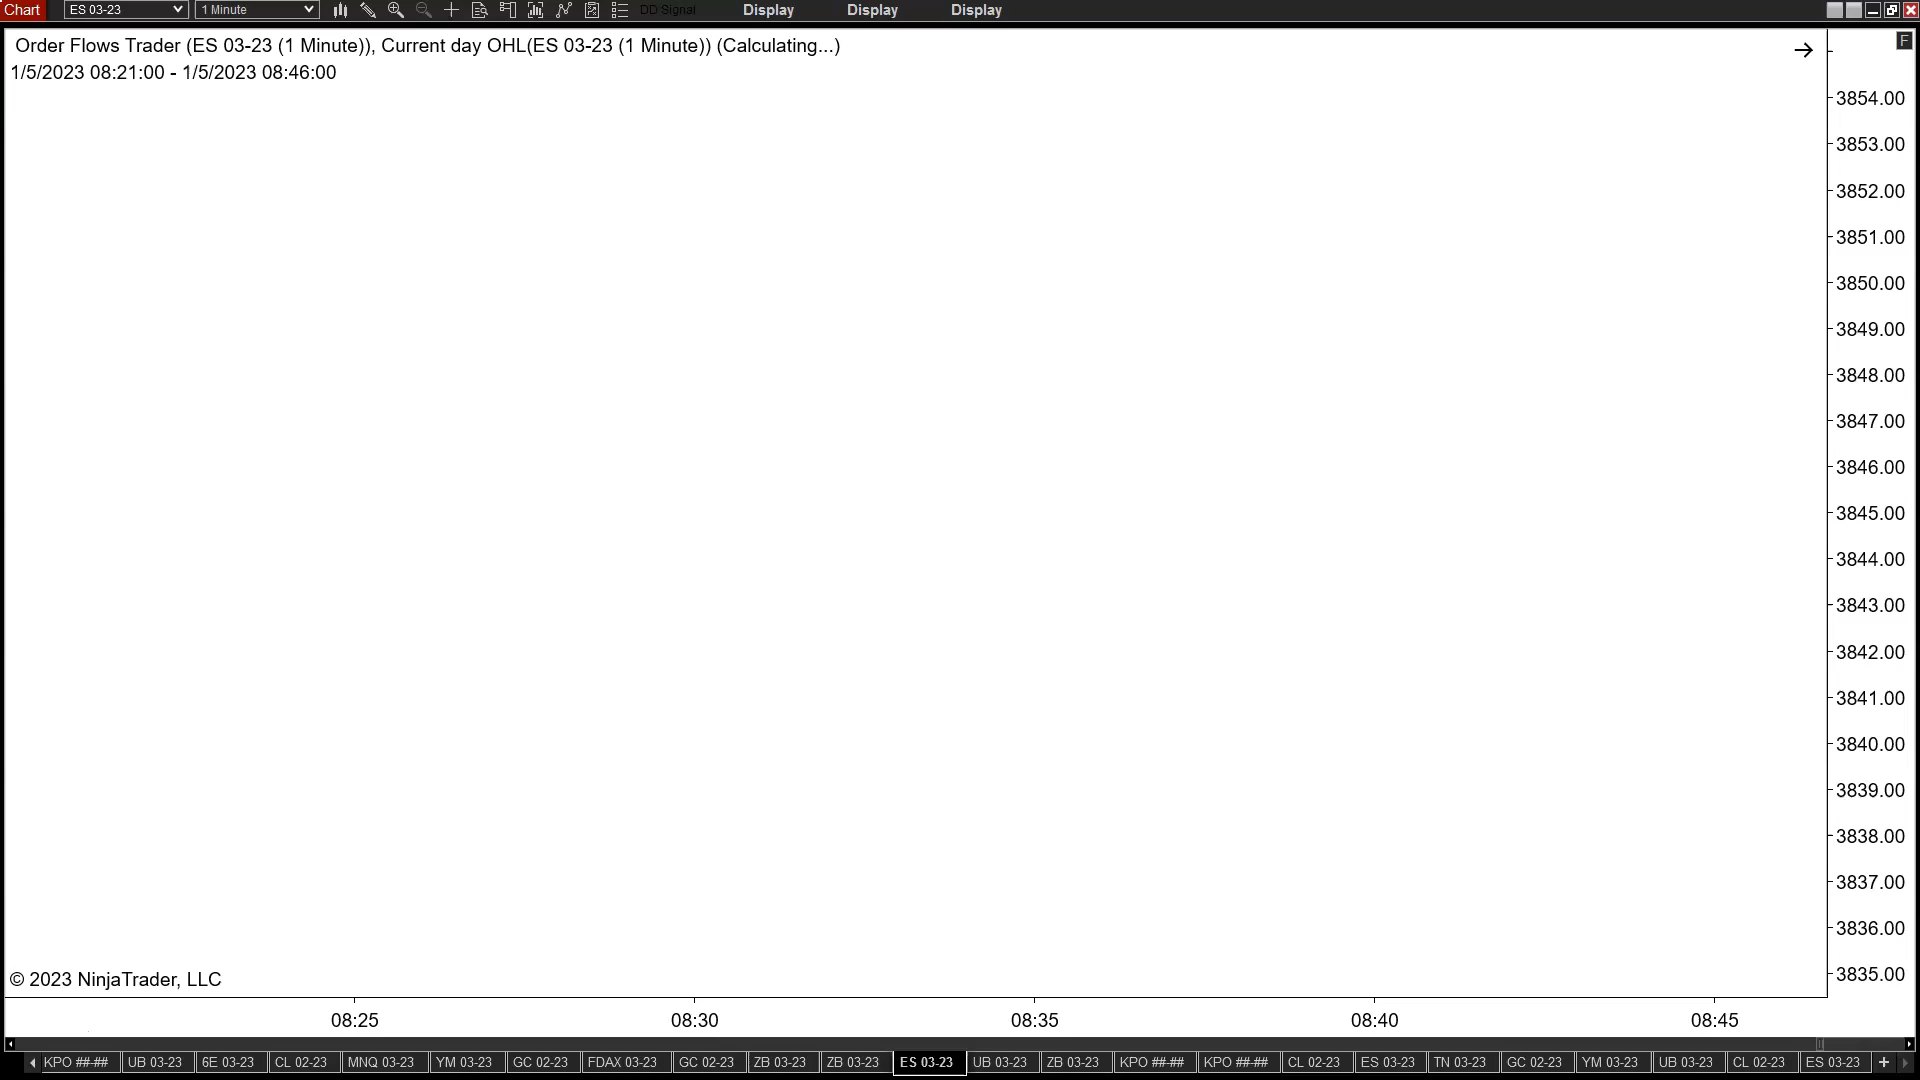 Chart ES 03-23 1 Minute DD Signal Display Display Display
Order Flows Trader (ES 03-23 (1 Minute)), Current day OHL(ES 03-23 (1 Minute)) (Calculating...)
F
1/5/2023 08:21:00 - 1/5/2023 08:46:00
3854.00
3853.00
3852.00
3851.00
3850.00
3849.00
3848.00
3847.00
3846.00
3845.00
3844.00
3843.00
3842.00
3841.00
3840.00
3839.00
3838.00
3837.00
3836.00
3835.00
© 2023 NinjaTrader, LLC
08:25 08:30 08:35 08:40 08:45
KPO ##-## UB 03-23 6E 03-23 CL 02-23 MNQ 03-23 YM 03-23 GC 02-23 FDAX 03-23 GC 02-23 ZB 03-23 ZB 03-23 ES 03-23 UB 03-23 ZB 03-23 KPO ##-## KPO ##-## CL 02-23 ES 03-23 TN 03-23 GC 02-23 YM 03-23 UB 03-23 CL 02-23 ES 03-23 +